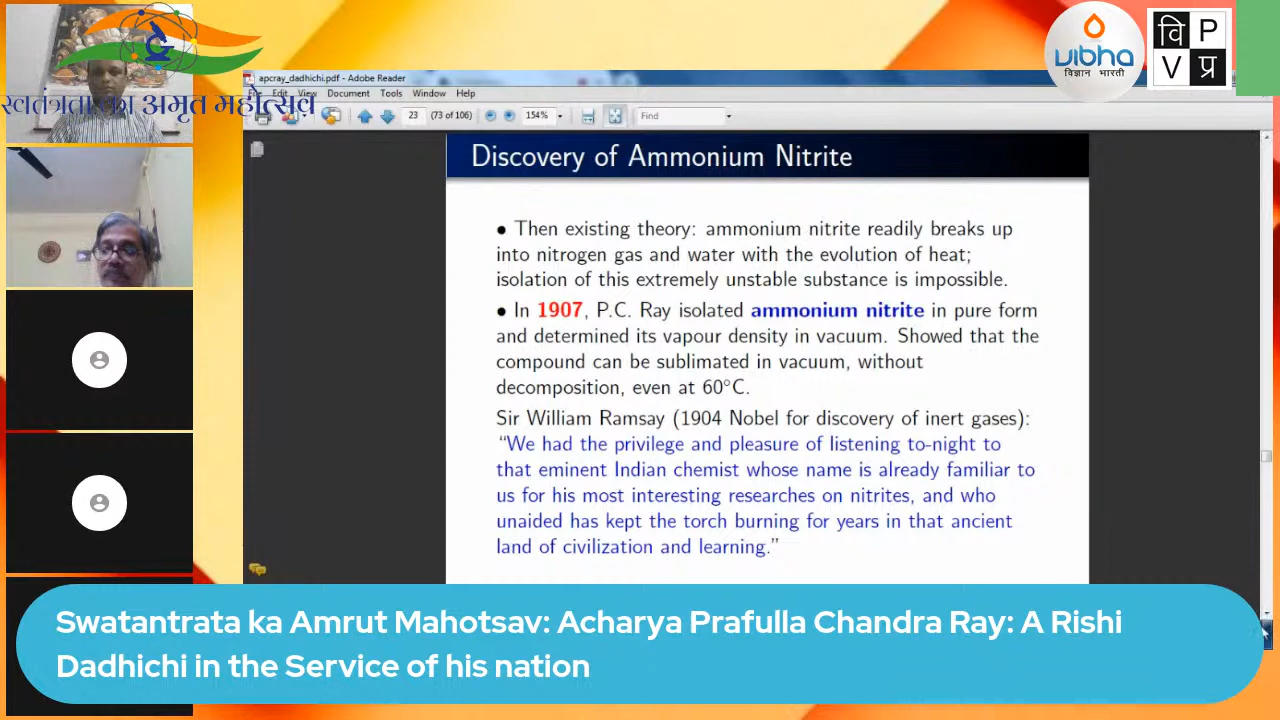 स्वतंत्रता का अमृत महोत्सव
vibha
विज्ञान भारती
वि P
V प्र
apcray_dadhichi.pdf - Adobe Reader
Edit View Document Tools Window Help
23 (73 of 106) 154% Find
Discovery of Ammonium Nitrite
• Then existing theory: ammonium nitrite readily breaks up
into nitrogen gas and water with the evolution of heat;
isolation of this extremely unstable substance is impossible.
• In 1907, P.C. Ray isolated ammonium nitrite in pure form
and determined its vapour density in vacuum. Showed that the
compound can be sublimated in vacuum, without
decomposition, even at 60°C.
Sir William Ramsay (1904 Nobel for discovery of inert gases):
“We had the privilege and pleasure of listening to-night to
that eminent Indian chemist whose name is already familiar to
us for his most interesting researches on nitrites, and who
unaided has kept the torch burning for years in that ancient
land of civilization and learning.”
Swatantrata ka Amrut Mahotsav: Acharya Prafulla Chandra Ray: A Rishi
Dadhichi in the Service of his nation